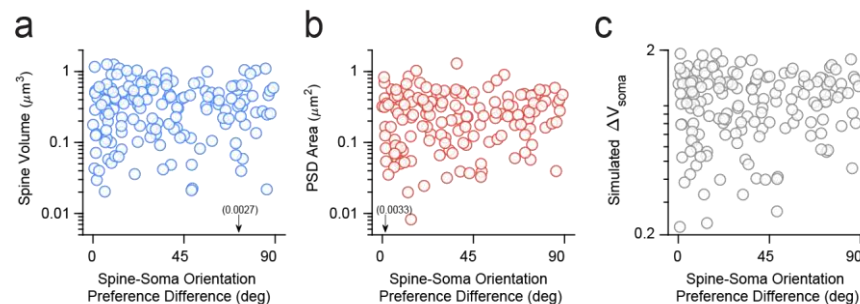 a
Spine Volume (μm³)
1
0.1
0.01
(0.0027)
0
45
90
Spine-Soma Orientation
Preference Difference (deg)
b
PSD Area (μm²)
1
0.1
0.01
(0.0033)
0
45
90
Spine-Soma Orientation
Preference Difference (deg)
c
Simulated ΔVsoma
2
0.2
0
45
90
Spine-Soma Orientation
Preference Difference (deg)